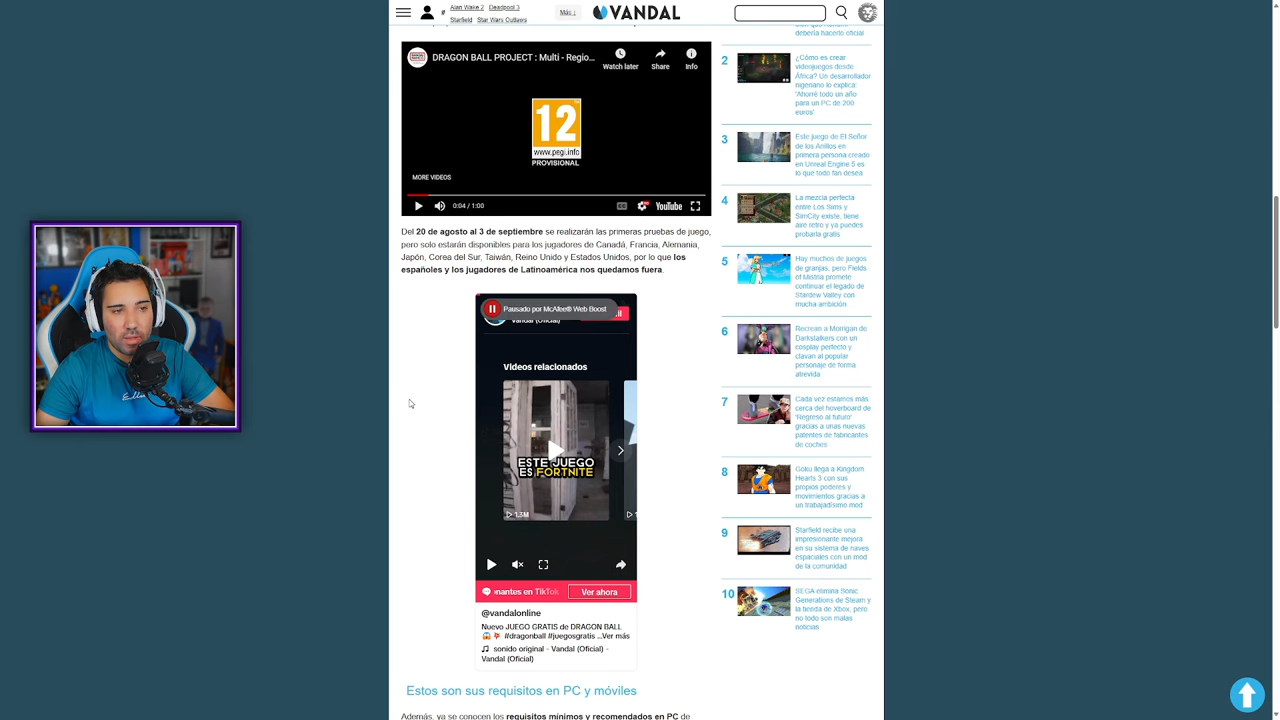 #
Alan Wake 2 Deadpool 3
Starfield Star Wars Outlaws
Más ↓
VANDAL
DRAGON BALL PROJECT : Multi - Regio...
Watch later
Share
Info
12
www.pegi.info
PROVISIONAL
MORE VIDEOS
0:04 / 1:00
YouTube
Del 20 de agosto al 3 de septiembre se realizarán las primeras pruebas de juego,
pero solo estarán disponibles para los jugadores de Canadá, Francia, Alemania,
Japón, Corea del Sur, Taiwán, Reino Unido y Estados Unidos, por lo que los
españoles y los jugadores de Latinoamérica nos quedamos fuera.
Pausado por McAfee® Web Boost
Vandal (Oficial)
Videos relacionados
ESTE JUEGO
ES FORTNITE
1.3M
onantes en TikTok
Ver ahora
@vandalonline
Nuevo JUEGO GRATIS de DRAGON BALL
#dragonball #juegosgratis ...Ver más
sonido original - Vandal (Oficial) -
Vandal (Oficial)
Estos son sus requisitos en PC y móviles
Además, ya se conocen los requisitos mínimos y recomendados en PC de
debería hacerlo oficial
2
¿Cómo es crear
videojuegos desde
África? Un desarrollador
nigeriano lo explica:
'Ahorré todo un año
para un PC de 200
euros'
3
Este juego de El Señor
de los Anillos en
primera persona creado
en Unreal Engine 5 es
lo que todo fan desea
4
La mezcla perfecta
entre Los Sims y
SimCity existe, tiene
aire retro y ya puedes
probarla gratis
5
Hay muchos de juegos
de granjas, pero Fields
of Mistria promete
continuar el legado de
Stardew Valley con
mucha ambición
6
Recrean a Morrigan de
Darkstalkers con un
cosplay perfecto y
clavan al popular
personaje de forma
atrevida
7
Cada vez estamos más
cerca del hoverboard de
'Regreso al futuro'
gracias a unas nuevas
patentes de fabricantes
de coches
8
Goku llega a Kingdom
Hearts 3 con sus
propios poderes y
movimientos gracias a
un trabajadísimo mod
9
Starfield recibe una
impresionante mejora
en su sistema de naves
espaciales con un mod
de la comunidad
10
SEGA elimina Sonic
Generations de Steam y
la tienda de Xbox, pero
no todo son malas
noticias